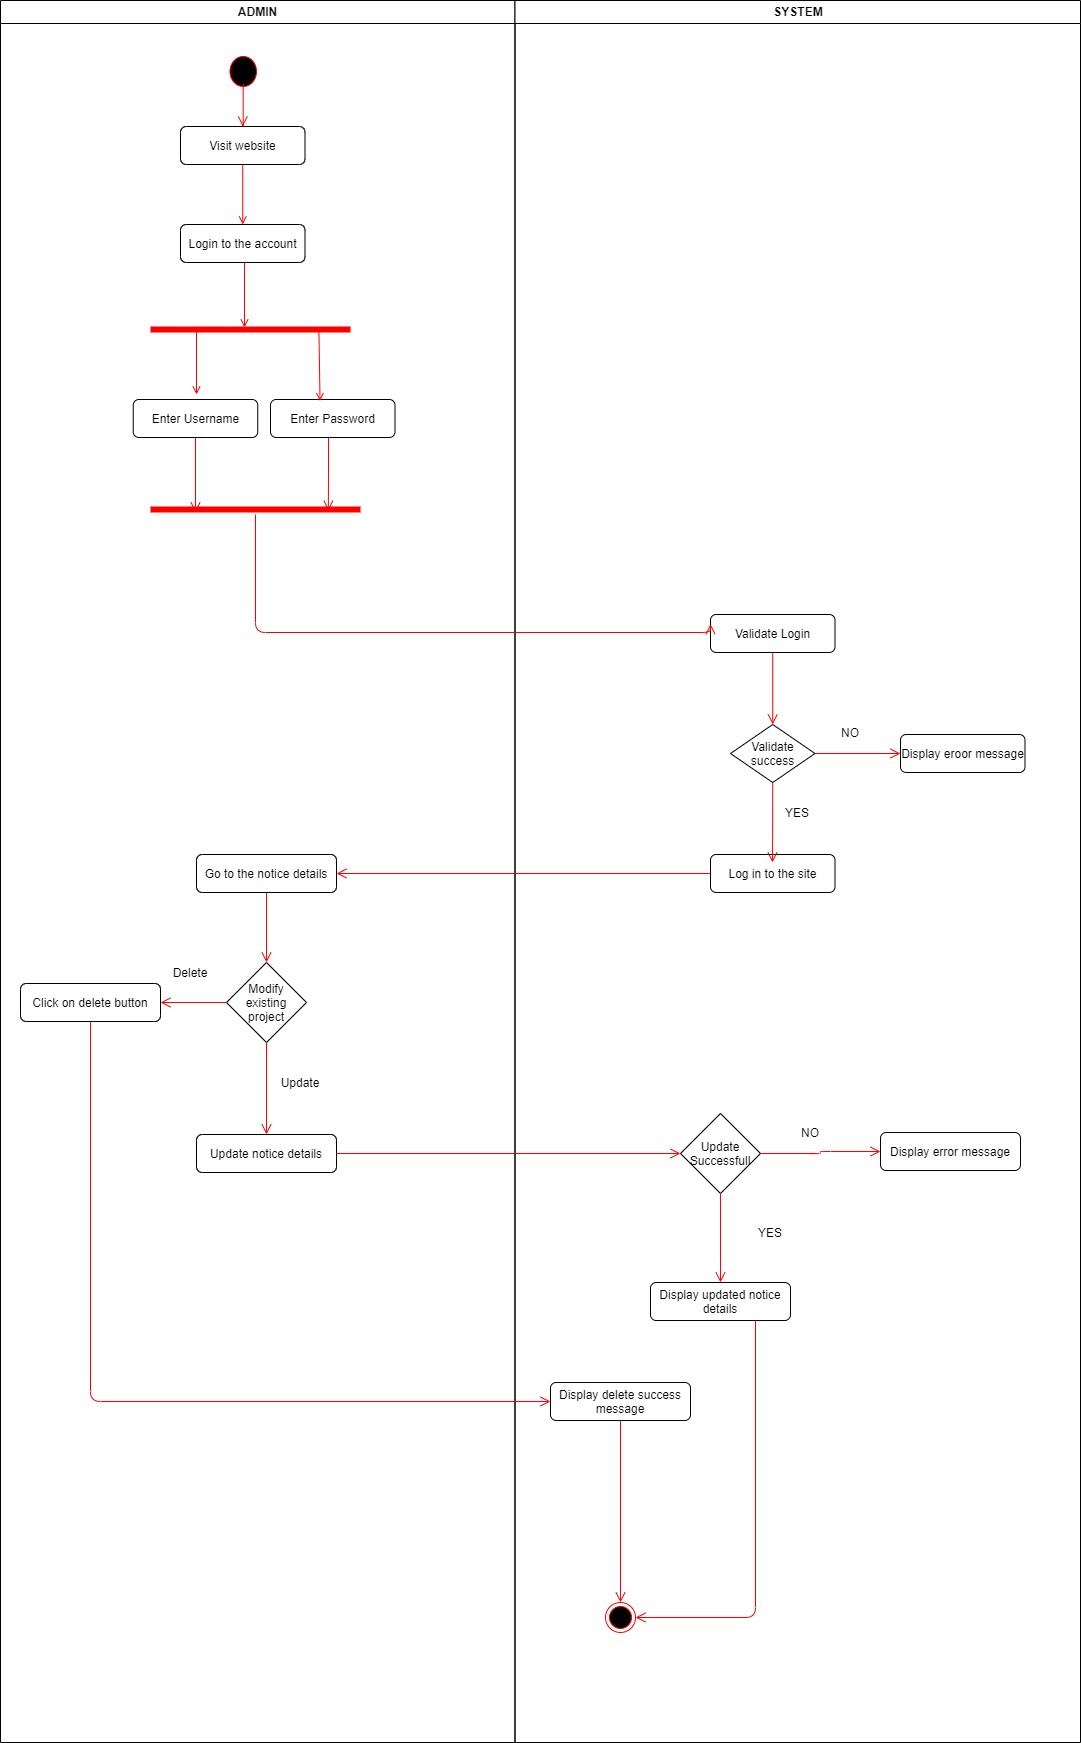 ADMIN
SYSTEM
Visit website
Login to the account
Enter Username
Enter Password
Validate Login
Validate
success
NO
Display eroor message
YES
Go to the notice details
Log in to the site
Delete
Modify
existing
project
Click on delete button
Update
Update notice details
Update
Successfull
NO
Display error message
YES
Display updated notice
details
Display delete success
message